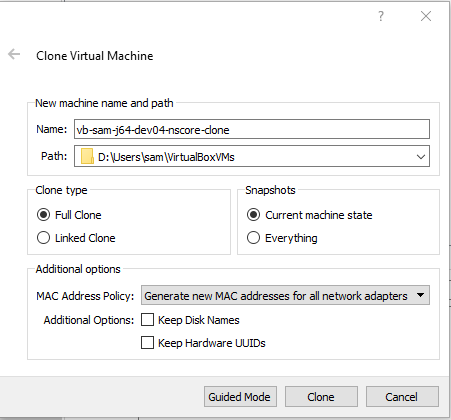 ?
Clone Virtual Machine
New machine name and path
Name: vb-sam-j64-dev04-nscore-clone
Path: D:\Users\sam\VirtualBoxVMs
Clone type
Full Clone
Linked Clone
Snapshots
Current machine state
Everything
Additional options
MAC Address Policy: Generate new MAC addresses for all network adapters
Additional Options: Keep Disk Names
Keep Hardware UUIDs
Guided Mode Clone Cancel